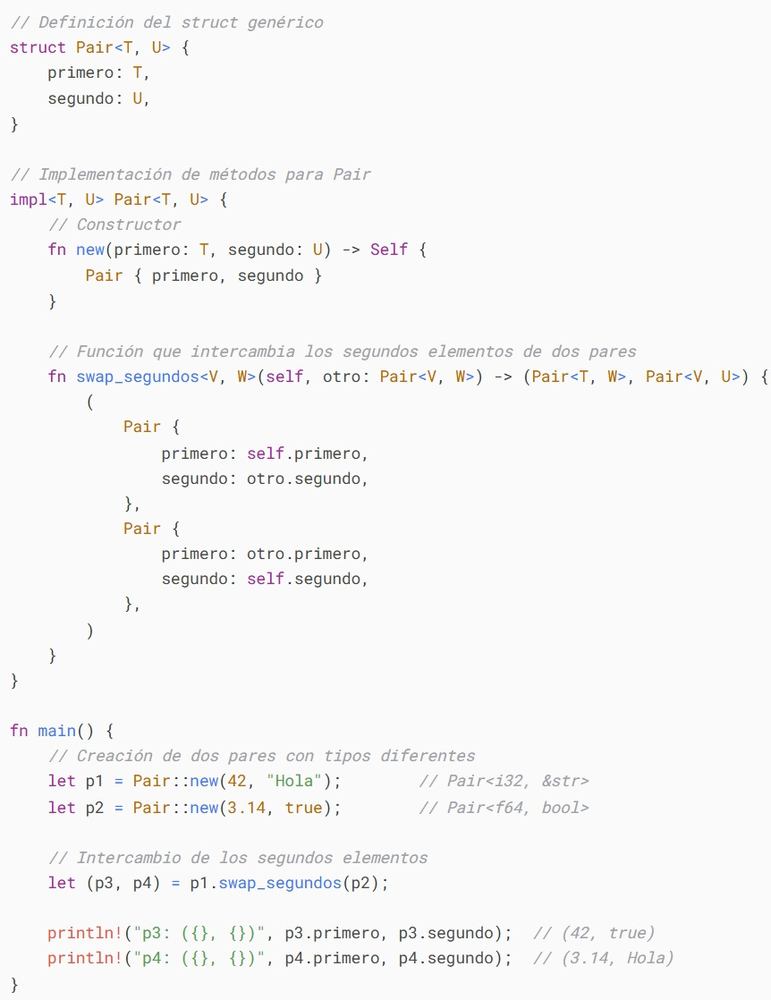 // Definición del struct genérico
struct Pair<T, U> {
    primero: T,
    segundo: U,
}

// Implementación de métodos para Pair
impl<T, U> Pair<T, U> {
    // Constructor
    fn new(primero: T, segundo: U) -> Self {
        Pair { primero, segundo }
    }

    // Función que intercambia los segundos elementos de dos pares
    fn swap_segundos<V, W>(self, otro: Pair<V, W>) -> (Pair<T, W>, Pair<V, U>) {
        (
            Pair {
                primero: self.primero,
                segundo: otro.segundo,
            },
            Pair {
                primero: otro.primero,
                segundo: self.segundo,
            },
        )
    }
}

fn main() {
    // Creación de dos pares con tipos diferentes
    let p1 = Pair::new(42, "Hola");        // Pair<i32, &str>
    let p2 = Pair::new(3.14, true);        // Pair<f64, bool>

    // Intercambio de los segundos elementos
    let (p3, p4) = p1.swap_segundos(p2);

    println!("p3: ({}, {})", p3.primero, p3.segundo);  // (42, true)
    println!("p4: ({}, {})", p4.primero, p4.segundo);  // (3.14, Hola)
}